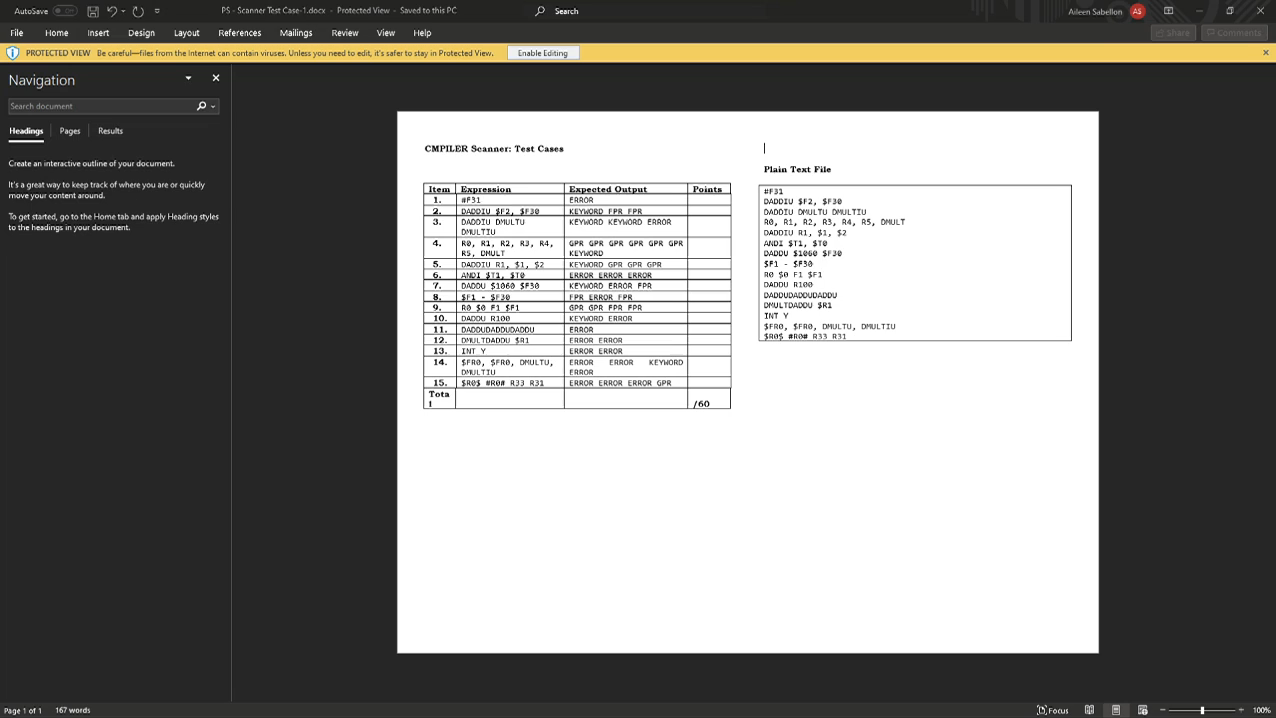 AutoSave Off PS - Scanner Test Case-1.docx - Protected View - Saved to this PC Search Aileen Sabellon AS
File Home Insert Design Layout References Mailings Review View Help Share Comments
PROTECTED VIEW Be careful—files from the Internet can contain viruses. Unless you need to edit, it's safer to stay in Protected View. Enable Editing
Navigation
Search document
Headings Pages Results
Create an interactive outline of your document.
It's a great way to keep track of where you are or quickly
move your content around.
To get started, go to the Home tab and apply Heading styles
to the headings in your document.
CMPILER Scanner: Test Cases
Item Expression Expected Output Points
1. #F31 ERROR
2. DADDIU $F2, $F30 KEYWORD FPR FPR
3. DADDIU DMULTU KEYWORD KEYWORD ERROR
DMULTIU
4. R0, R1, R2, R3, R4, GPR GPR GPR GPR GPR GPR
R5, DMULT KEYWORD
5. DADDIU R1, $1, $2 KEYWORD GPR GPR GPR
6. ANDI $T1, $T0 ERROR ERROR ERROR
7. DADDU $1060 $F30 KEYWORD ERROR FPR
8. $F1 - $F30 FPR ERROR FPR
9. R0 $0 F1 $F1 GPR GPR FPR FPR
10. DADDU R100 KEYWORD ERROR
11. DADDUDADDUDADDU ERROR
12. DMULTDADDU $R1 ERROR ERROR
13. INT Y ERROR ERROR
14. $FR0, $FR0, DMULTU, ERROR ERROR KEYWORD
DMULTIU ERROR
15. $R0$ #R0# R33 R31 ERROR ERROR ERROR GPR
Tota
l /60
Plain Text File
#F31
DADDIU $F2, $F30
DADDIU DMULTU DMULTIU
R0, R1, R2, R3, R4, R5, DMULT
DADDIU R1, $1, $2
ANDI $T1, $T0
DADDU $1060 $F30
$F1 - $F30
R0 $0 F1 $F1
DADDU R100
DADDUDADDUDADDU
DMULTDADDU $R1
INT Y
$FR0, $FR0, DMULTU, DMULTIU
$R0$ #R0# R33 R31
Page 1 of 1 167 words Focus 100%